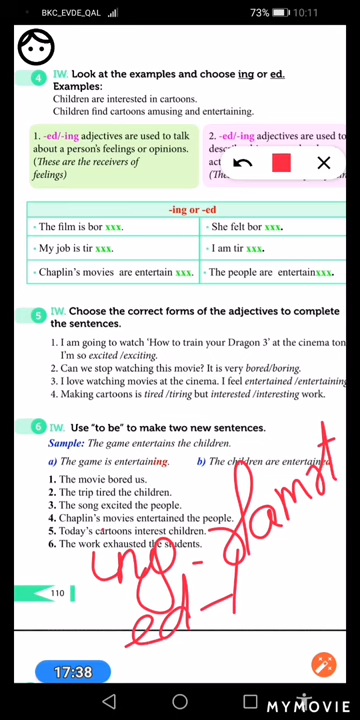 BKC_EVDE_QAL
73% 10:11
4 IW. Look at the examples and choose ing or ed.
Examples:
Children are interested in cartoons.
Children find cartoons amusing and entertaining.
1. -ed/-ing adjectives are used to talk
about a person's feelings or opinions.
(These are the receivers of
feelings)
2. -ed/-ing adjectives are used to
act
-ing or -ed
• The film is bor xxx.
• She felt bor xxx.
• My job is tir xxx.
• I am tir xxx.
• Chaplin's movies are entertain xxx.
• The people are entertainxxx.
5 IW. Choose the correct forms of the adjectives to complete
the sentences.
1. I am going to watch 'How to train your Dragon 3' at the cinema ton
I'm so excited /exciting.
2. Can we stop watching this movie? It is very bored/boring.
3. I love watching movies at the cinema. I feel entertained /entertaining
4. Making cartoons is tired /tiring but interested /interesting work.
6 IW. Use "to be" to make two new sentences.
Sample: The game entertains the children.
a) The game is entertaining.
b) The children are entertained
1. The movie bored us.
2. The trip tired the children.
3. The song excited the people.
4. Chaplin's movies entertained the people.
5. Today's cartoons interest children.
6. The work exhausted the students.
ing -
ed -
110
17:38
MYMOVIE